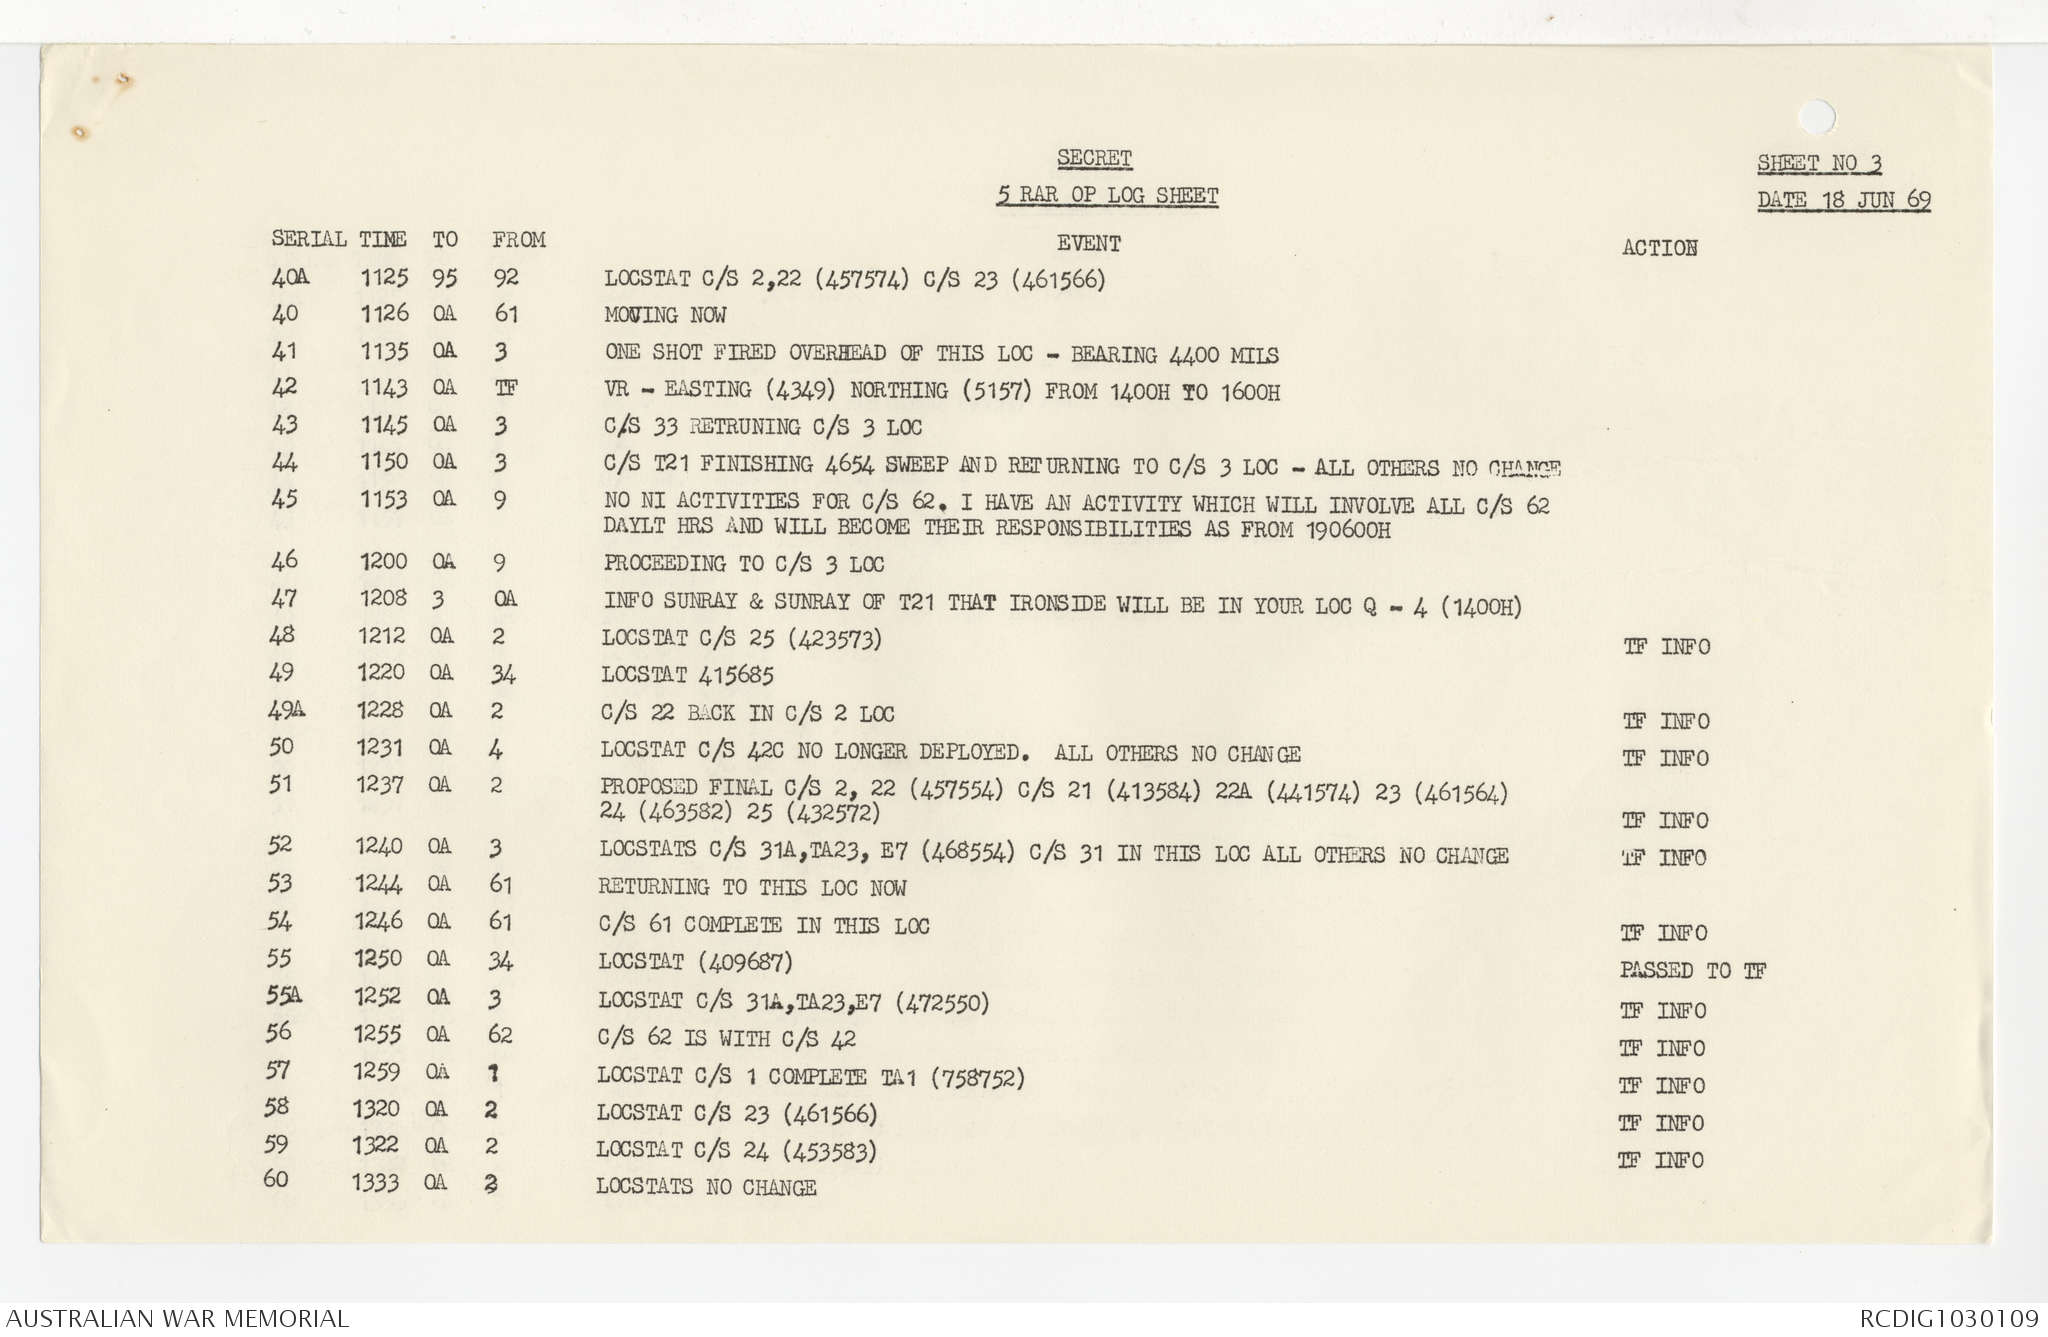 SECRET
SHEET NO 3
5 RAR OP LOG SHEET
DATE 18 JUN 69
SERIAL TIME TO FROM EVENT ACTION
40A 1125 95 92 LOCSTAT C/S 2,22 (457574) C/S 23 (461566)
40 1126 OA 61 MOVING NOW
41 1135 OA 3 ONE SHOT FIRED OVERHEAD OF THIS LOC - BEARING 4400 MILS
42 1143 OA TF VR - EASTING (4349) NORTHING (5157) FROM 1400H TO 1600H
43 1145 OA 3 C/S 33 RETRUNING C/S 3 LOC
44 1150 OA 3 C/S T21 FINISHING 4654 SWEEP AND RETURNING TO C/S 3 LOC - ALL OTHERS NO CHANGE
45 1153 OA 9 NO NI ACTIVITIES FOR C/S 62. I HAVE AN ACTIVITY WHICH WILL INVOLVE ALL C/S 62
DAYLT HRS AND WILL BECOME THEIR RESPONSIBILITIES AS FROM 190600H
46 1200 OA 9 PROCEEDING TO C/S 3 LOC
47 1208 3 OA INFO SUNRAY & SUNRAY OF T21 THAT IRONSIDE WILL BE IN YOUR LOC Q - 4 (1400H)
48 1212 OA 2 LOCSTAT C/S 25 (423573) TF INFO
49 1220 OA 34 LOCSTAT 415685
49A 1228 OA 2 C/S 22 BACK IN C/S 2 LOC TF INFO
50 1231 OA 4 LOCSTAT C/S 42C NO LONGER DEPLOYED. ALL OTHERS NO CHANGE TF INFO
51 1237 OA 2 PROPOSED FINAL C/S 2, 22 (457554) C/S 21 (413584) 22A (441574) 23 (461564)
24 (463582) 25 (432572) TF INFO
52 1240 OA 3 LOCSTATS C/S 31A,TA23, E7 (468554) C/S 31 IN THIS LOC ALL OTHERS NO CHANGE TF INFO
53 1244 OA 61 RETURNING TO THIS LOC NOW
54 1246 OA 61 C/S 61 COMPLETE IN THIS LOC TF INFO
55 1250 OA 34 LOCSTAT (409687) PASSED TO TF
55A 1252 OA 3 LOCSTAT C/S 31A,TA23,E7 (472550) TF INFO
56 1255 OA 62 C/S 62 IS WITH C/S 42 TF INFO
57 1259 OA 1 LOCSTAT C/S 1 COMPLETE TA1 (758752) TF INFO
58 1320 OA 2 LOCSTAT C/S 23 (461566) TF INFO
59 1322 OA 2 LOCSTAT C/S 24 (453583) TF INFO
60 1333 OA LOCSTATS NO CHANGE
AUSTRALIAN WAR MEMORIAL
RCDIG1030109